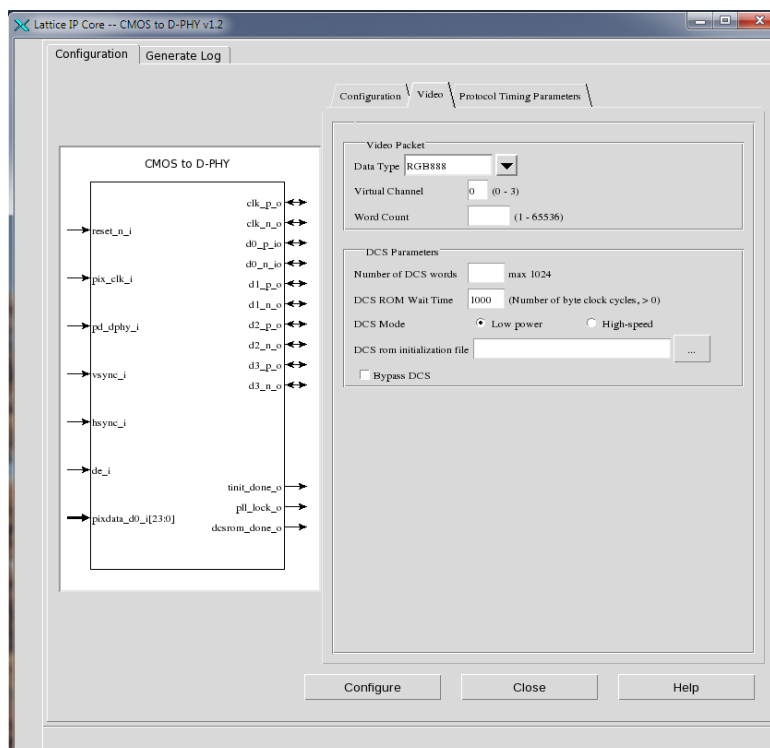 Lattice IP Core -- CMOS to D-PHY v1.2
Configuration Generate Log
Configuration Video Protocol Timing Parameters
CMOS to D-PHY
reset_n_i
pix_clk_i
pd_dphy_i
vsync_i
hsync_i
de_i
pixdata_d0_i[23:0]
clk_p_o
clk_n_o
d0_p_io
d0_n_io
d1_p_o
d1_n_o
d2_p_o
d2_n_o
d3_p_o
d3_n_o
tinit_done_o
pll_lock_o
dcsrom_done_o
Video Packet
Data Type RGB888
Virtual Channel 0 (0 - 3)
Word Count (1 - 65536)
DCS Parameters
Number of DCS words max 1024
DCS ROM Wait Time 1000 (Number of byte clock cycles, > 0)
DCS Mode Low power High-speed
DCS rom initialization file ...
Bypass DCS
Configure Close Help